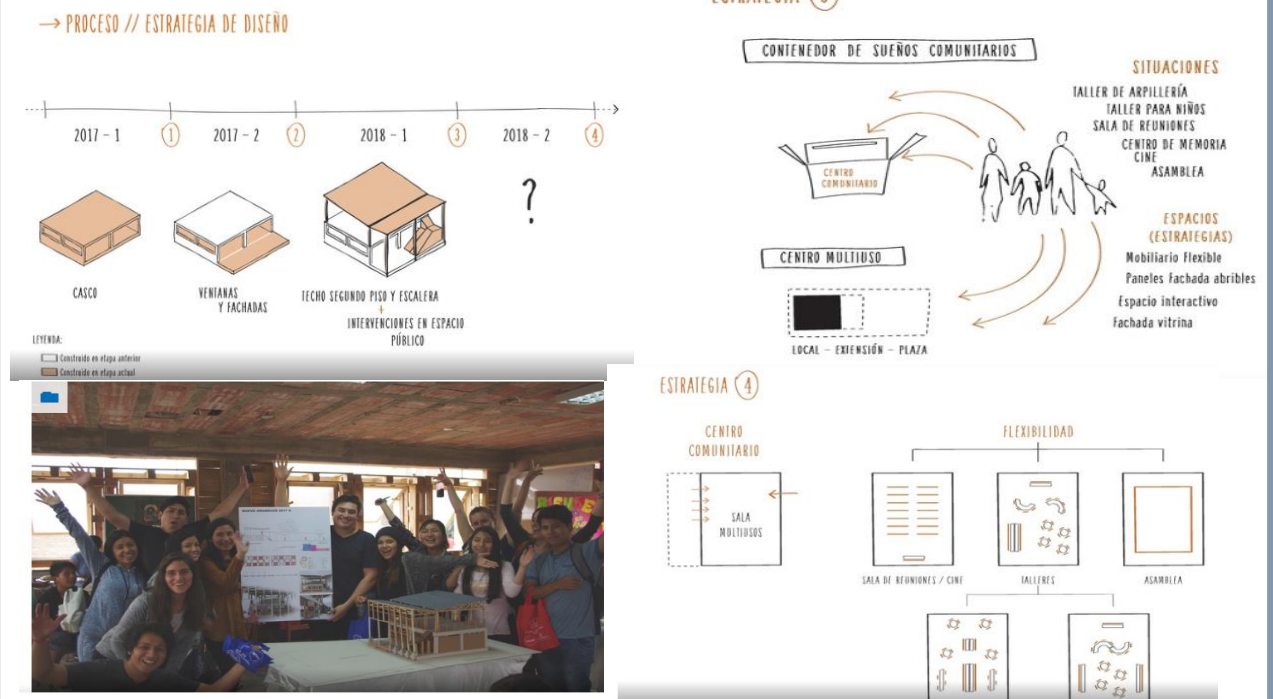 → PROCESO // ESTRATEGIA DE DISEÑO
2017 - 1
1
2017 - 2
2
2018 - 1
3
2018 - 2
4
?
CASCO
VENTANAS
Y FACHADAS
TECHO SEGUNDO PISO Y ESCALERA
+
INTERVENCIONES EN ESPACIO
PÚBLICO
LEYENDA:
Construido en etapa anterior
Construido en etapa actual
CONTENEDOR DE SUEÑOS COMUNITARIOS
SITUACIONES
TALLER DE ARPILLERÍA
TALLER PARA NIÑOS
SALA DE REUNIONES
CENTRO DE MEMORIA
CINE
ASAMBLEA
CENTRO
COMUNITARIO
ESPACIOS
(ESTRATEGIAS)
Mobiliario Flexible
Paneles Fachada abribles
Espacio interactivo
Fachada vitrina
CENTRO MULTIUSO
LOCAL - EXTENSIÓN - PLAZA
ESTRATEGIA 4
CENTRO
COMUNITARIO
SALA
MULTIUSOS
FLEXIBILIDAD
SALA DE REUNIONES / CINE
TALLERES
ASAMBLEA